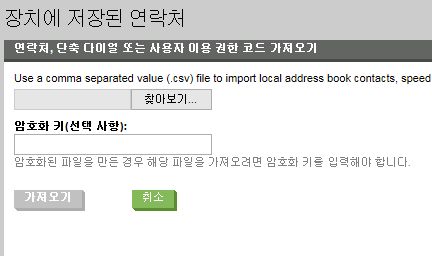 장치에 저장된 연락처
연락처, 단축 다이얼 또는 사용자 이용 권한 코드 가져오기
Use a comma separated value (.csv) file to import local address book contacts, speed
찾아보기...
암호화 키(선택 사항):
암호화된 파일을 만든 경우 해당 파일을 가져오려면 암호화 키를 입력해야 합니다.
가져오기
취소